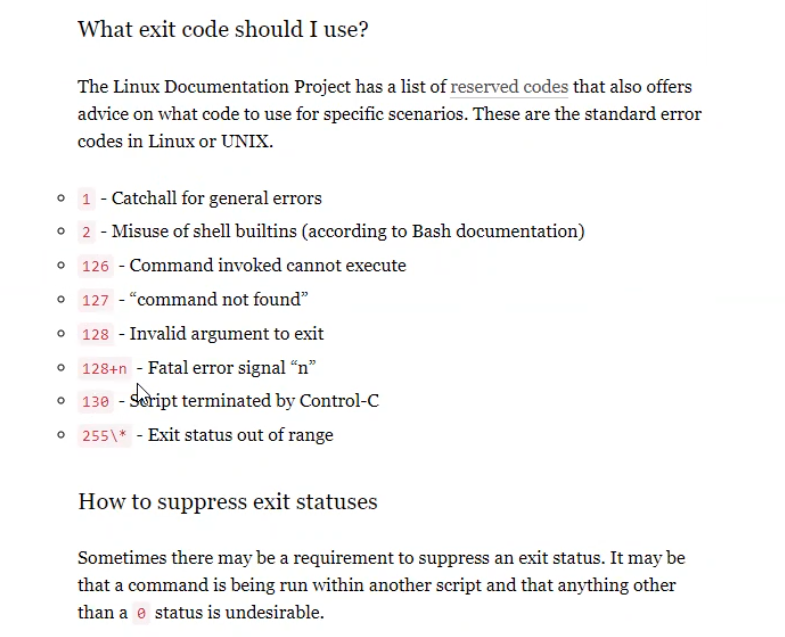 What exit code should I use?
The Linux Documentation Project has a list of reserved codes that also offers
advice on what code to use for specific scenarios. These are the standard error
codes in Linux or UNIX.
1 - Catchall for general errors
2 - Misuse of shell builtins (according to Bash documentation)
126 - Command invoked cannot execute
127 - “command not found”
128 - Invalid argument to exit
128+n - Fatal error signal “n”
130 - Script terminated by Control-C
255\* - Exit status out of range
How to suppress exit statuses
Sometimes there may be a requirement to suppress an exit status. It may be
that a command is being run within another script and that anything other
than a 0 status is undesirable.